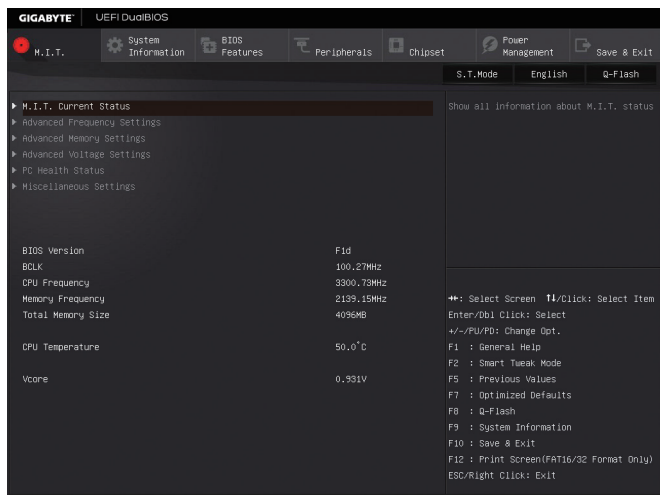 GIGABYTE™ UEFI DualBIOS
M.I.T.
System Information
BIOS Features
Peripherals
Chipset
Power Management
Save & Exit
S.T.Mode English Q-Flash
M.I.T. Current Status
Advanced Frequency Settings
Advanced Memory Settings
Advanced Voltage Settings
PC Health Status
Miscellaneous Settings
Show all information about M.I.T. status
BIOS Version F1d
BCLK 100.27MHz
CPU Frequency 3300.73MHz
Memory Frequency 2139.15MHz
Total Memory Size 4096MB
CPU Temperature 50.0°C
Vcore 0.931V
→←: Select Screen ↑↓/Click: Select Item
Enter/Dbl Click: Select
+/-/PU/PD: Change Opt.
F1 : General Help
F2 : Smart Tweak Mode
F5 : Previous Values
F7 : Optimized Defaults
F8 : Q-Flash
F9 : System Information
F10 : Save & Exit
F12 : Print Screen(FAT16/32 Format Only)
ESC/Right Click: Exit